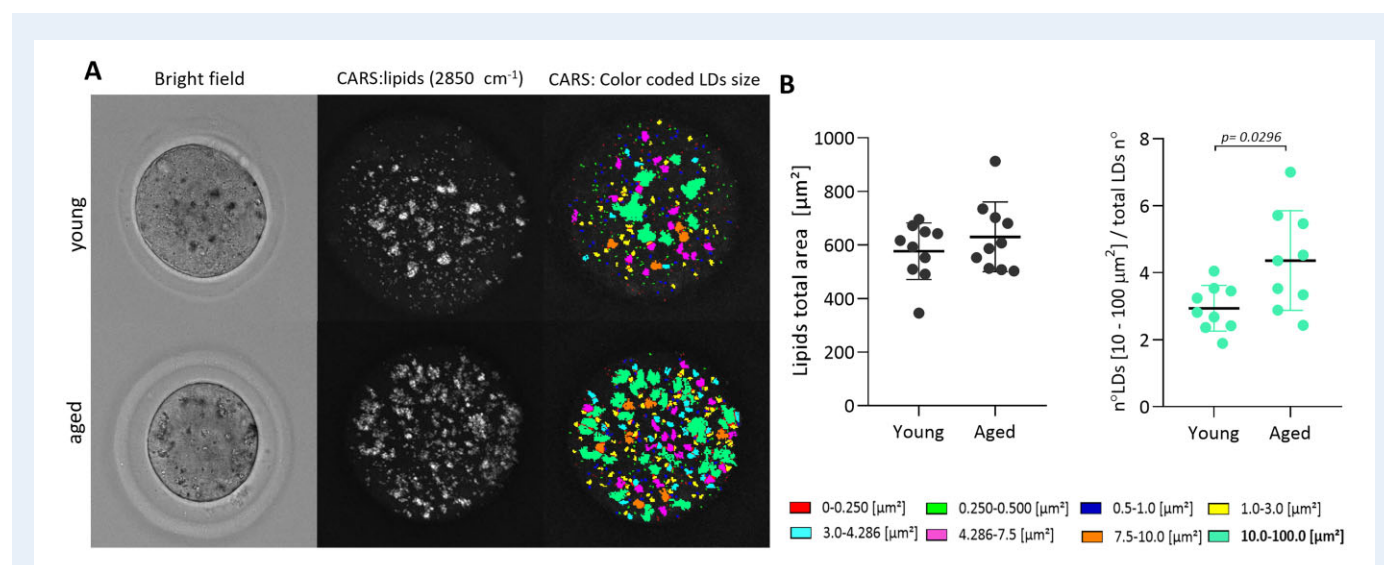 A
Bright field
CARS:lipids (2850 cm⁻¹)
CARS: Color coded LDs size
young
aged
B
Lipids total area [µm²]
1000
800
600
400
200
0
Young
Aged
n°LDs [10 - 100 µm²] / total LDs n°
8
6
4
2
0
p= 0.0296
Young
Aged
0-0.250 [µm²]
0.250-0.500 [µm²]
0.5-1.0 [µm²]
1.0-3.0 [µm²]
3.0-4.286 [µm²]
4.286-7.5 [µm²]
7.5-10.0 [µm²]
10.0-100.0 [µm²]